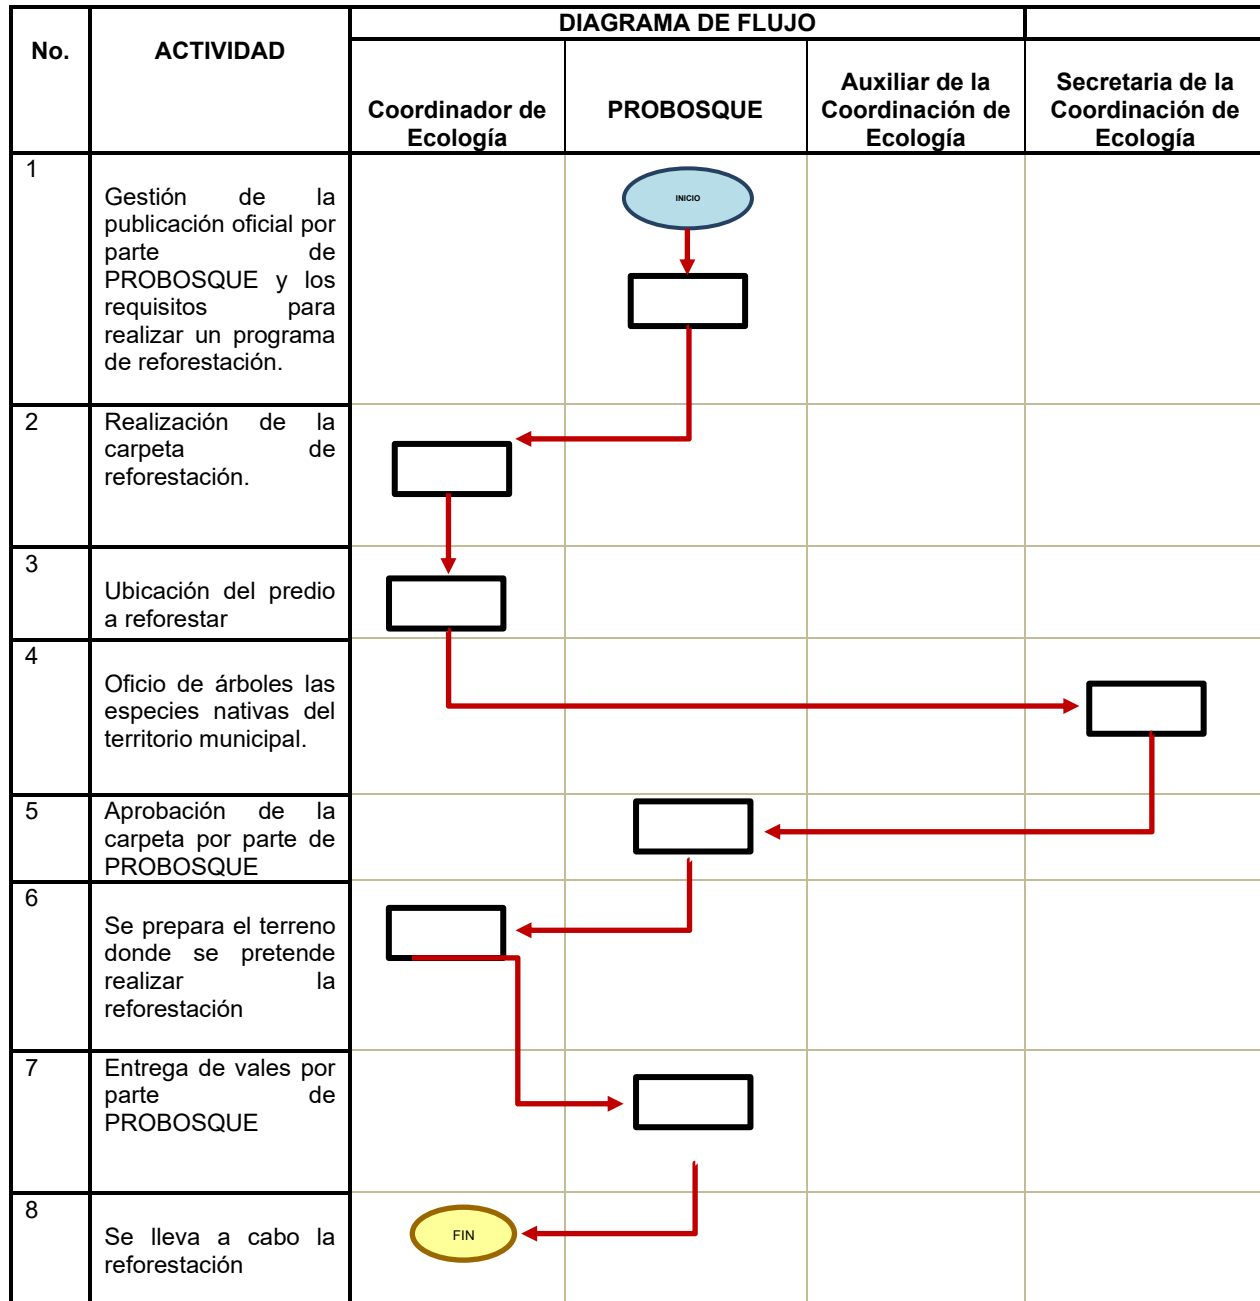 DIAGRAMA DE FLUJO
No.
ACTIVIDAD
Coordinador de
Ecología
PROBOSQUE
Auxiliar de la
Coordinación de
Ecología
Secretaria de la
Coordinación de
Ecología
1
Gestión de la
publicación oficial por
parte de
PROBOSQUE y los
requisitos para
realizar un programa
de reforestación.
INICIO
2
Realización de la
carpeta de
reforestación.
3
Ubicación del predio
a reforestar
4
Oficio de árboles las
especies nativas del
territorio municipal.
5
Aprobación de la
carpeta por parte de
PROBOSQUE
6
Se prepara el terreno
donde se pretende
realizar la
reforestación
7
Entrega de vales por
parte de
PROBOSQUE
8
Se lleva a cabo la
reforestación
FIN